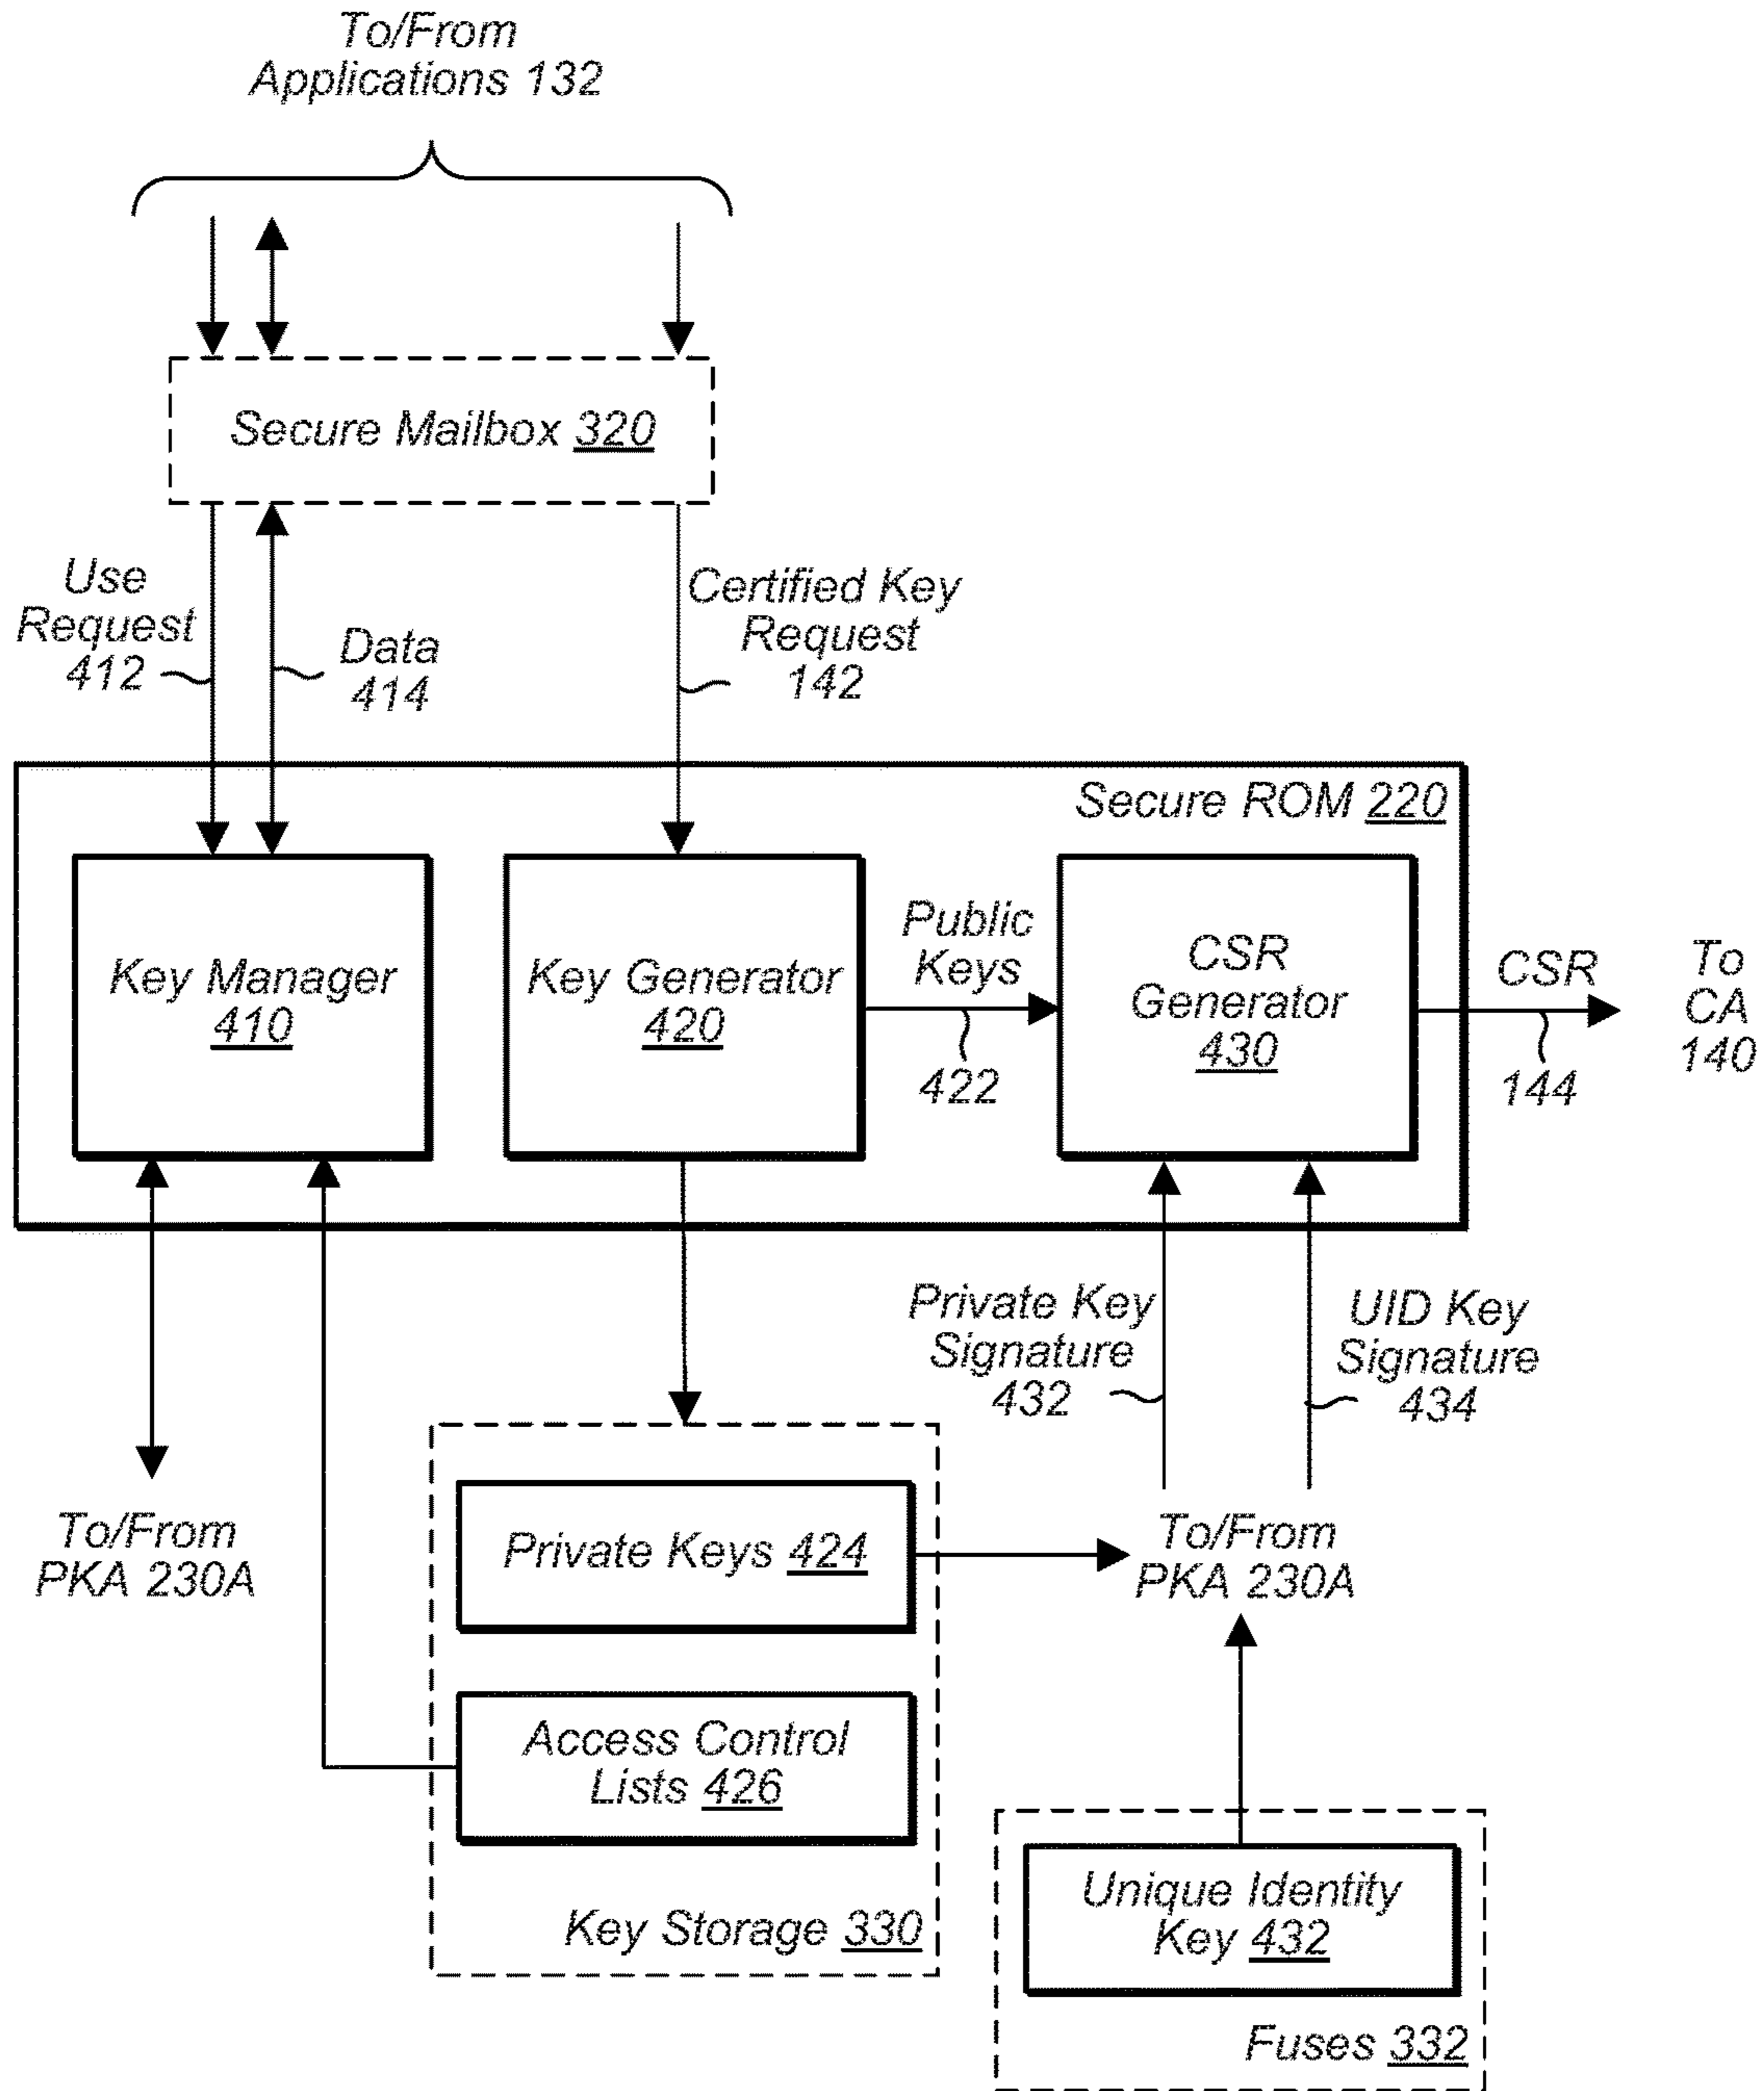 To/From
Applications 132
Secure Mailbox 320
Use
Request
412
Data
414
Certified Key
Request
142
Secure ROM 220
Key Manager
410
Key Generator
420
Public
Keys
422
CSR
Generator
430
CSR
144
To
CA
140
Private Key
Signature
432
UID Key
Signature
434
To/From
PKA 230A
Private Keys 424
To/From
PKA 230A
Access Control
Lists 426
Key Storage 330
Unique Identity
Key 432
Fuses 332